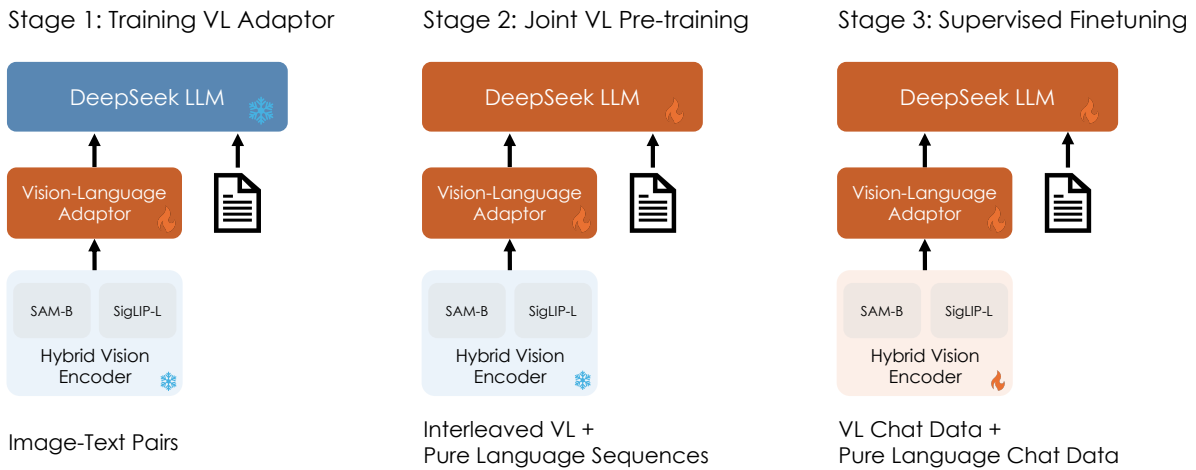 Stage 1: Training VL Adaptor
DeepSeek LLM
Vision-Language
Adaptor
SAM-B
SigLIP-L
Hybrid Vision
Encoder
Image-Text Pairs
Stage 2: Joint VL Pre-training
DeepSeek LLM
Vision-Language
Adaptor
SAM-B
SigLIP-L
Hybrid Vision
Encoder
Interleaved VL +
Pure Language Sequences
Stage 3: Supervised Finetuning
DeepSeek LLM
Vision-Language
Adaptor
SAM-B
SigLIP-L
Hybrid Vision
Encoder
VL Chat Data +
Pure Language Chat Data